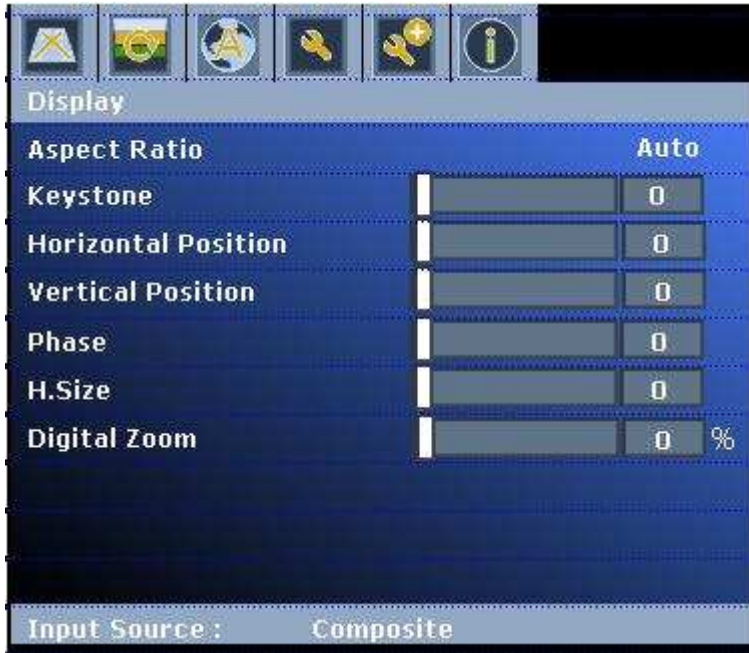 Display
Aspect Ratio Auto
Keystone 0
Horizontal Position 0
Vertical Position 0
Phase 0
H.Size 0
Digital Zoom 0 %
Input Source : Composite